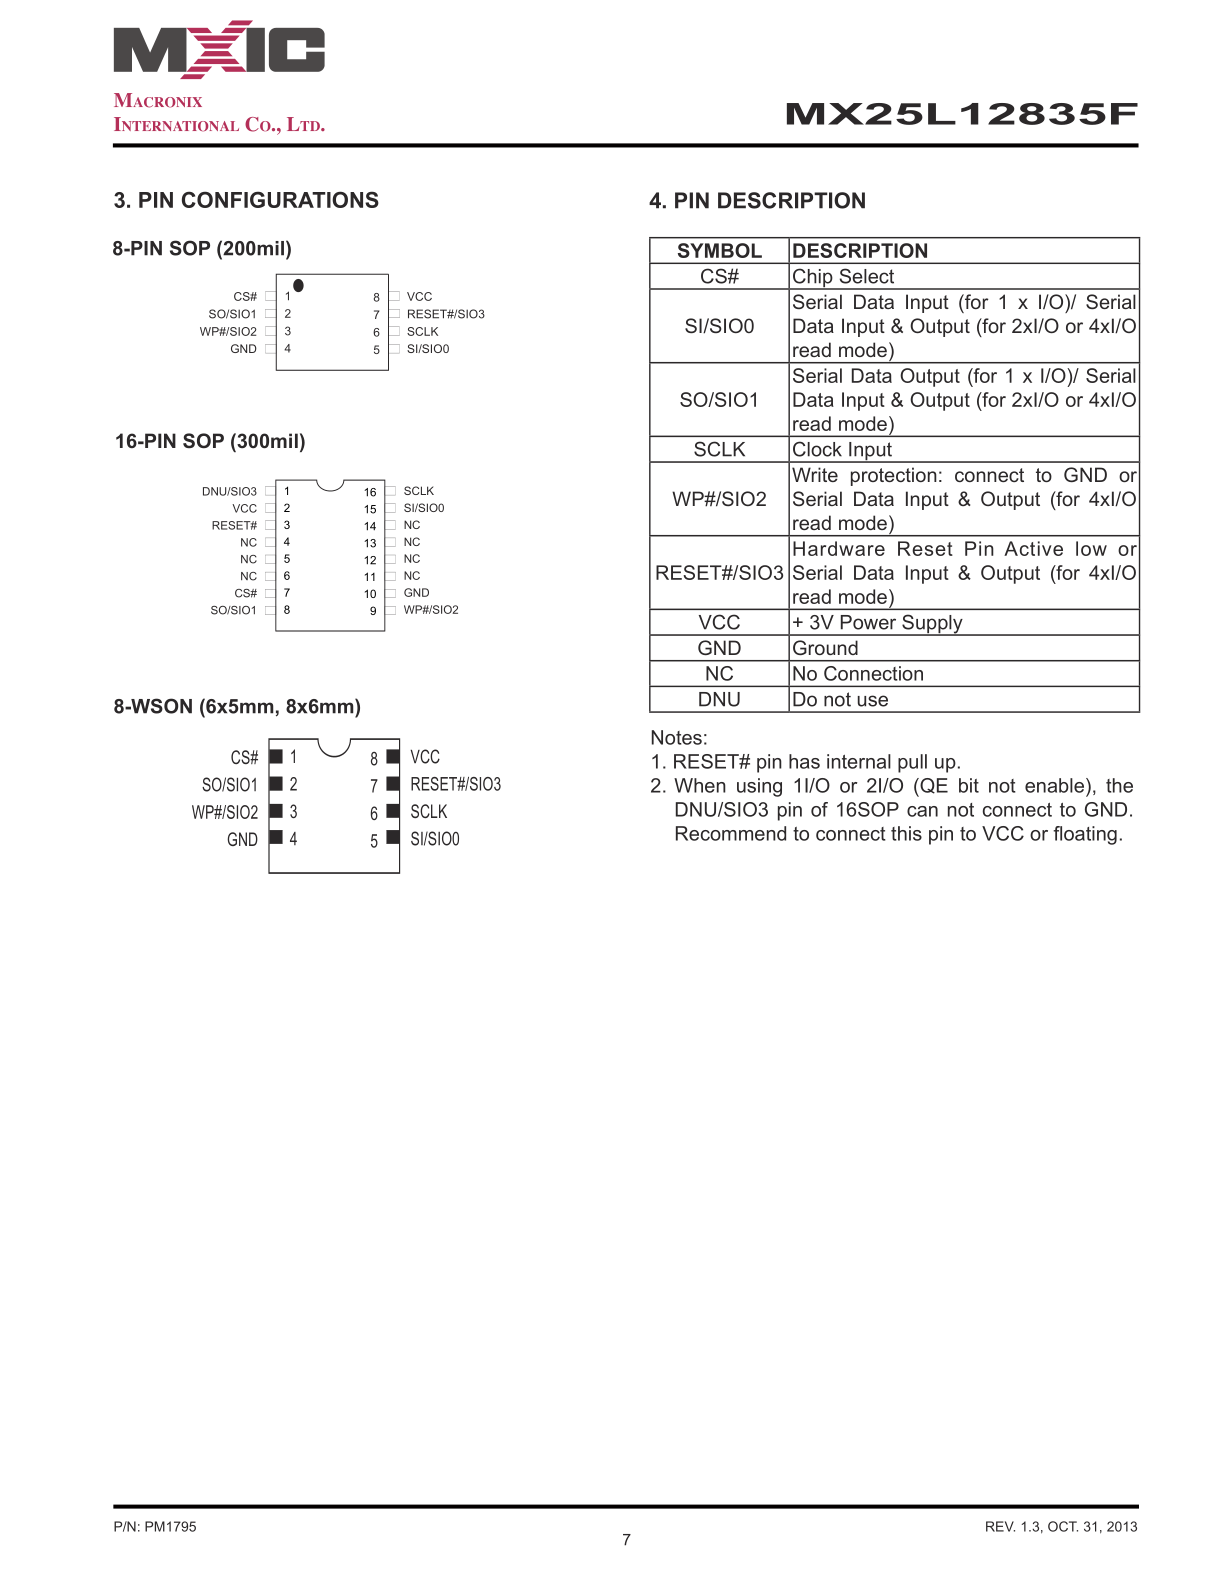 MXIC
MACRONIX
INTERNATIONAL CO., LTD.
MX25L12835F
3. PIN CONFIGURATIONS
8-PIN SOP (200mil)
CS# 1 8 VCC
SO/SIO1 2 7 RESET#/SIO3
WP#/SIO2 3 6 SCLK
GND 4 5 SI/SIO0
16-PIN SOP (300mil)
DNU/SIO3 1 16 SCLK
VCC 2 15 SI/SIO0
RESET# 3 14 NC
NC 4 13 NC
NC 5 12 NC
NC 6 11 NC
CS# 7 10 GND
SO/SIO1 8 9 WP#/SIO2
8-WSON (6x5mm, 8x6mm)
CS# 1 8 VCC
SO/SIO1 2 7 RESET#/SIO3
WP#/SIO2 3 6 SCLK
GND 4 5 SI/SIO0
4. PIN DESCRIPTION
SYMBOL DESCRIPTION
CS# Chip Select
SI/SIO0 Serial Data Input (for 1 x I/O)/ Serial
Data Input & Output (for 2xI/O or 4xI/O
read mode)
SO/SIO1 Serial Data Output (for 1 x I/O)/ Serial
Data Input & Output (for 2xI/O or 4xI/O
read mode)
SCLK Clock Input
WP#/SIO2 Write protection: connect to GND or
Serial Data Input & Output (for 4xI/O
read mode)
RESET#/SIO3 Hardware Reset Pin Active low or
Serial Data Input & Output (for 4xI/O
read mode)
VCC + 3V Power Supply
GND Ground
NC No Connection
DNU Do not use
Notes:
1. RESET# pin has internal pull up.
2. When using 1I/O or 2I/O (QE bit not enable), the
DNU/SIO3 pin of 16SOP can not connect to GND.
Recommend to connect this pin to VCC or floating.
P/N: PM1795
7
REV. 1.3, OCT. 31, 2013